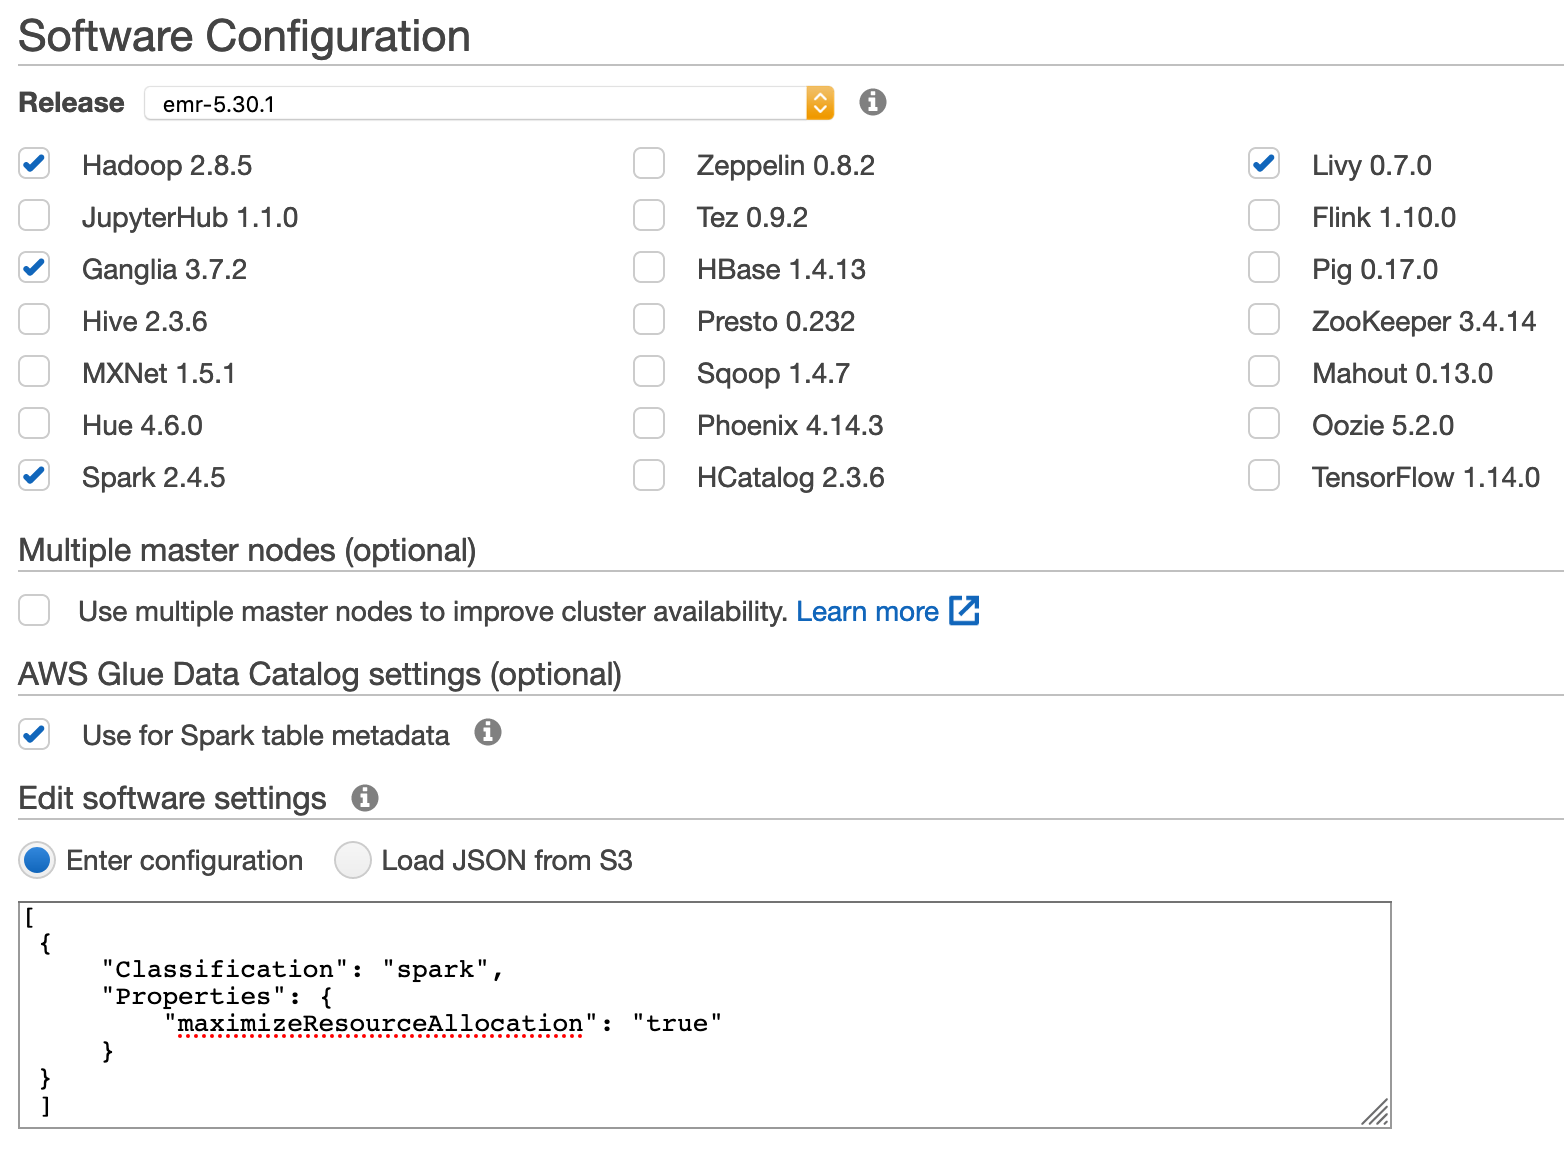 Software Configuration
Release emr-5.30.1
Hadoop 2.8.5 Zeppelin 0.8.2 Livy 0.7.0
JupyterHub 1.1.0 Tez 0.9.2 Flink 1.10.0
Ganglia 3.7.2 HBase 1.4.13 Pig 0.17.0
Hive 2.3.6 Presto 0.232 ZooKeeper 3.4.14
MXNet 1.5.1 Sqoop 1.4.7 Mahout 0.13.0
Hue 4.6.0 Phoenix 4.14.3 Oozie 5.2.0
Spark 2.4.5 HCatalog 2.3.6 TensorFlow 1.14.0
Multiple master nodes (optional)
Use multiple master nodes to improve cluster availability. Learn more
AWS Glue Data Catalog settings (optional)
Use for Spark table metadata
Edit software settings
Enter configuration Load JSON from S3
[
{
"Classification": "spark",
"Properties": {
"maximizeResourceAllocation": "true"
}
}
]